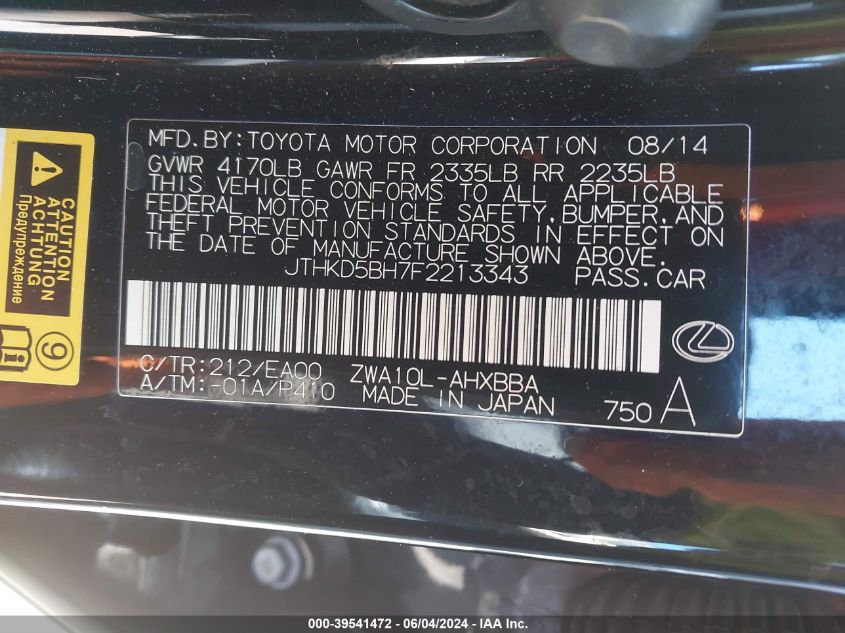 MFD. BY: TOYOTA MOTOR CORPORATION 08/14
GVWR 4170LB GAWR FR 2335LB RR 2235LB
THIS VEHICLE CONFORMS TO ALL APPLICABLE
FEDERAL MOTOR VEHICLE SAFETY, BUMPER, AND
THEFT PREVENTION STANDARDS IN EFFECT ON
THE DATE OF MANUFACTURE SHOWN ABOVE.
JTHKD5BH7F2213343 PASS.CAR
C/TR:212/EA00 ZWA10L-AHXBBA
A/TM:-01A/P410 MADE IN JAPAN 750 A
CAUTION
ATTENTION
ACHTUNG
Предупреждение
9
000-39541472 - 06/04/2024 - IAA Inc.